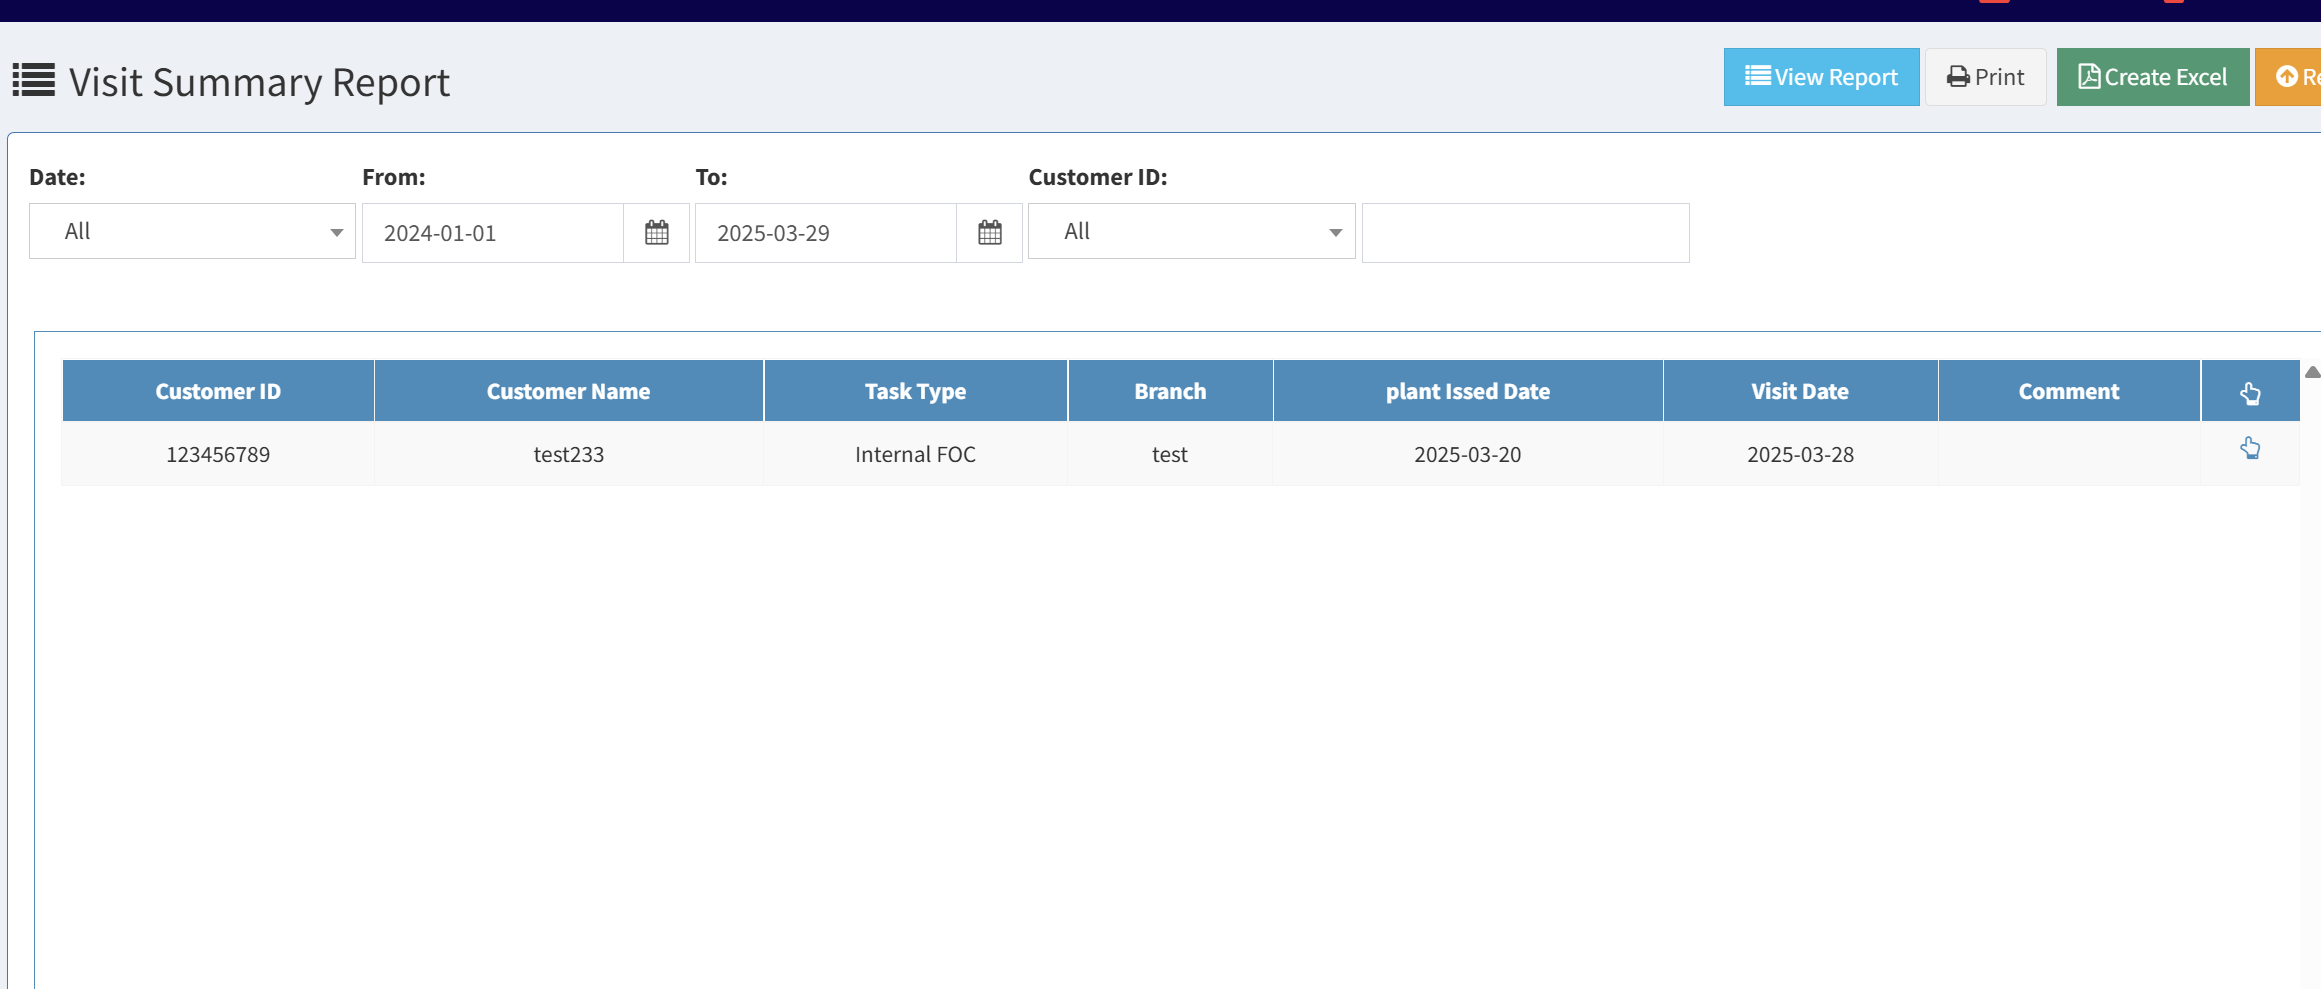 Visit Summary Report
View Report
Print
Create Excel
Date:
From:
To:
Customer ID:
All
2024-01-01
2025-03-29
All
Customer ID Customer Name Task Type Branch plant Issed Date Visit Date Comment
123456789 test233 Internal FOC test 2025-03-20 2025-03-28